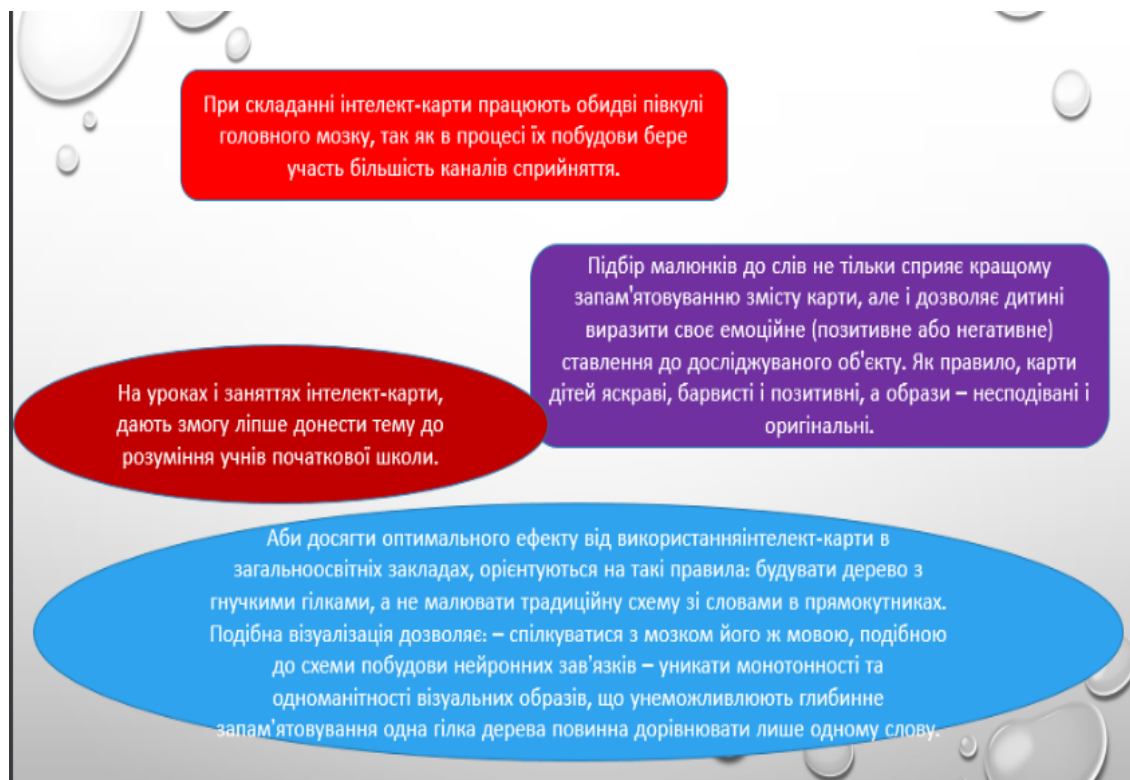 При складанні інтелект-карти працюють обидві півкулі
головного мозку, так як в процесі їх побудови бере
участь більшість каналів сприйняття.
Підбір малюнків до слів не тільки сприяє кращому
запам'ятовуванню змісту карти, але і дозволяє дитині
виразити своє емоційне (позитивне або негативне)
ставлення до досліджуваного об'єкту. Як правило, карти
дітей яскраві, барвисті і позитивні, а образи – несподівані і
оригінальні.
На уроках і заняттях інтелект-карти,
дають змогу ліпше донести тему до
розуміння учнів початкової школи.
Аби досягти оптимального ефекту від використанняінтелект-карти в
загальноосвітніх закладах, орієнтуються на такі правила: будувати дерево з
гнучкими гілками, а не малювати традиційну схему зі словами в прямокутниках.
Подібна візуалізація дозволяє: – спілкуватися з мозком його ж мовою, подібною
до схеми побудови нейронних зав'язків – уникати монотонності та
одноманітності візуальних образів, що унеможливлюють глибинне
запам'ятовування одна гілка дерева повинна дорівнювати лише одному слову.